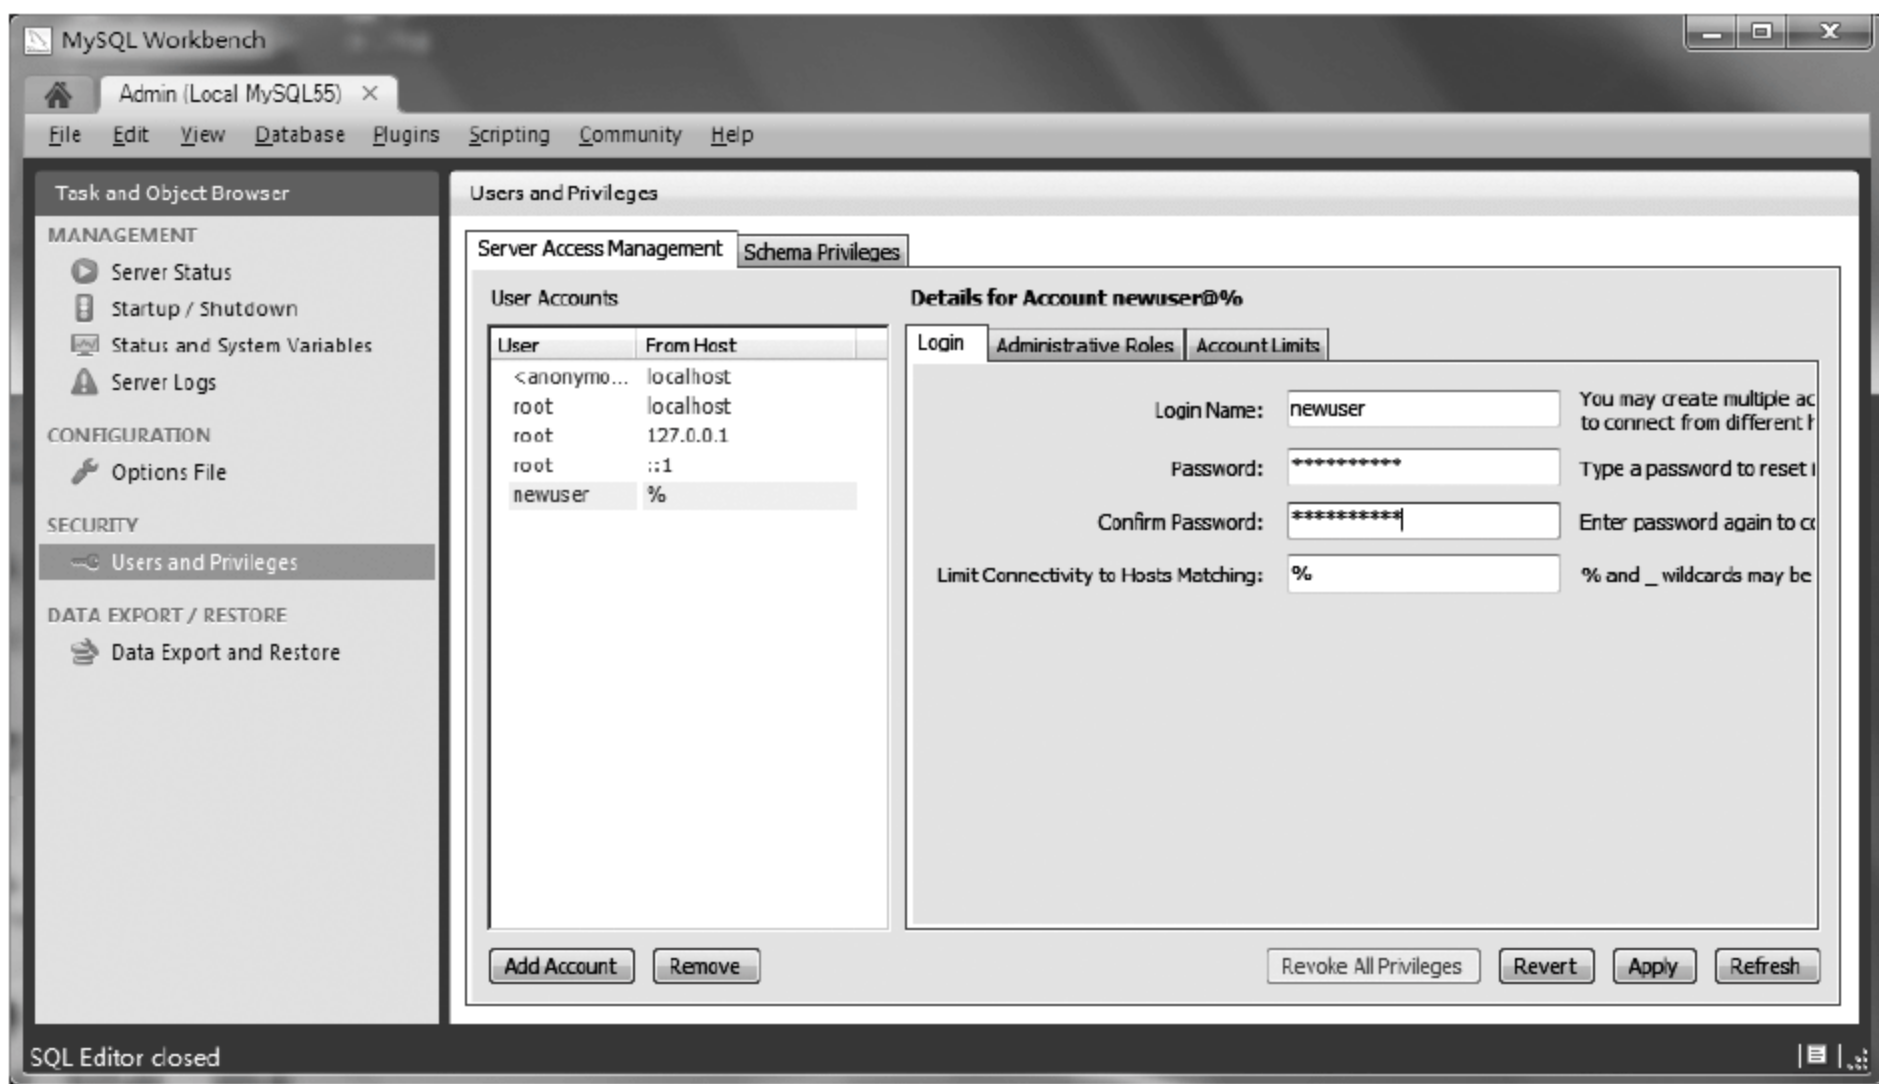 MySQL Workbench
Admin (Local MySQL55) ×
File Edit View Database Plugins Scripting Community Help
Task and Object Browser
MANAGEMENT
Server Status
Startup / Shutdown
Status and System Variables
Server Logs
CONFIGURATION
Options File
SECURITY
Users and Privileges
DATA EXPORT / RESTORE
Data Export and Restore
Users and Privileges
Server Access Management Schema Privileges
User Accounts
User From Host
<anonymo... localhost
root localhost
root 127.0.0.1
root ::1
newuser %
Add Account Remove
Details for Account newuser@%
Login Administrative Roles Account Limits
Login Name: newuser
You may create multiple ac
to connect from different h
Password: ********** Type a password to reset i
Confirm Password: ********** Enter password again to co
Limit Connectivity to Hosts Matching: % % and _ wildcards may be
Revoke All Privileges Revert Apply Refresh
SQL Editor closed